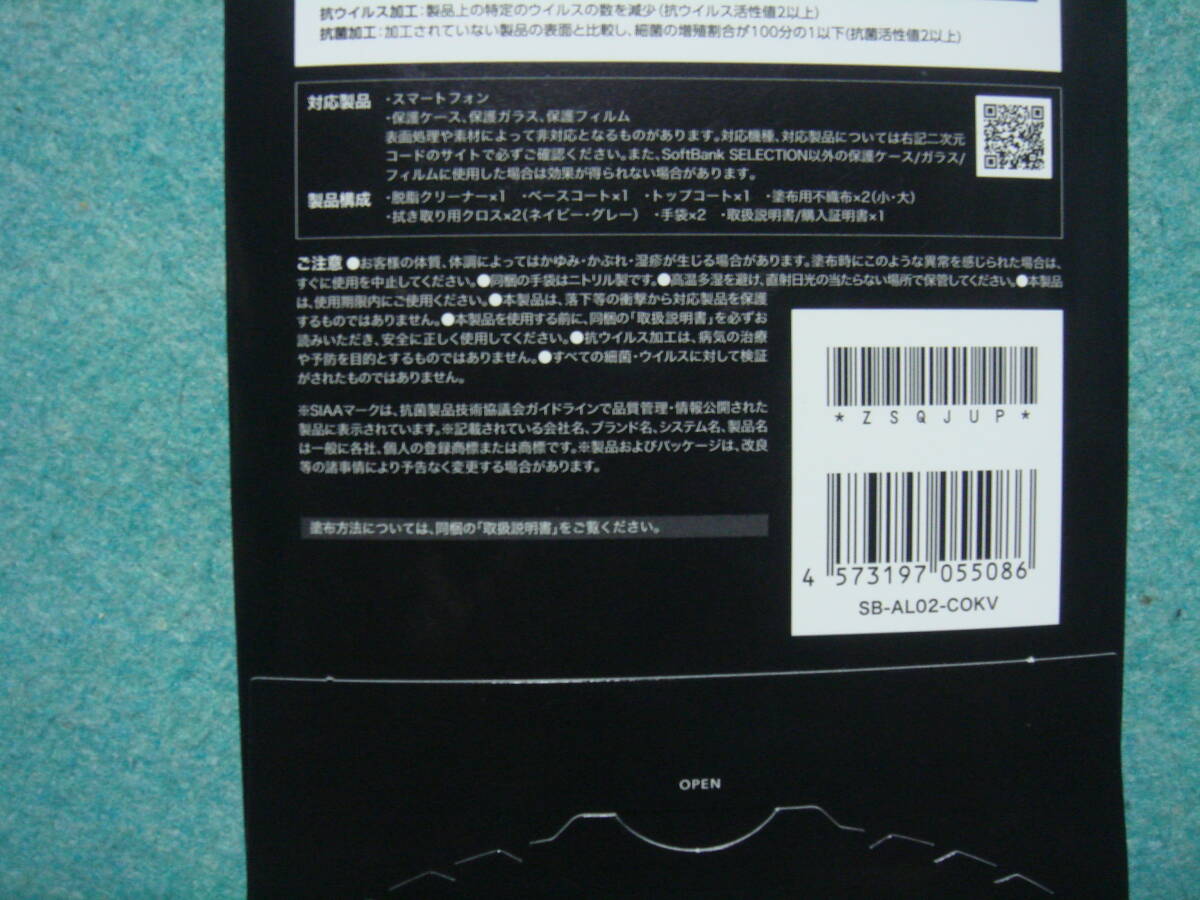 抗ウイルス加工：製品上の特定のウイルスの数を減少（抗ウイルス活性値2以上）
抗菌加工：加工されていない製品の表面と比較し、細菌の増殖割合が100分の1以下（抗菌活性値2以上）
対応製品 ・スマートフォン
・保護ケース、保護ガラス、保護フィルム
表面処理や素材によって非対応となるものがあります。対応機種、対応製品については右記二次元
コードのサイトで必ずご確認ください。また、SoftBank SELECTION以外の保護ケース/ガラス/
フィルムに使用した場合は効果が得られない場合があります。
製品構成 ・脱脂クリーナー×1 ・ベースコート×1 ・トップコート×1 ・塗布用不織布×2（小・大）
・拭き取り用クロス×2（ネイビー・グレー） ・手袋×2 ・取扱説明書/購入証明書×1
ご注意 ●お客様の体質、体調によってはかゆみ・かぶれ・湿疹が生じる場合があります。塗布時にこのような異常を感じられた場合は、
すぐに使用を中止してください。●同梱の手袋はニトリル製です。●高温多湿を避け、直射日光の当たらない場所で保管してください。●本製品
は、使用期限内にご使用ください。●本製品は、落下等の衝撃から対応製品を保護
するものではありません。●本製品を使用する前に、同梱の「取扱説明書」を必ずお
読みいただき、安全に正しく使用してください。●抗ウイルス加工は、病気の治療
や予防を目的とするものではありません。●すべての細菌・ウイルスに対して検証
がされたものではありません。
※SIAAマークは、抗菌製品技術協議会ガイドラインで品質管理・情報公開された
製品に表示されています。※記載されている会社名、ブランド名、システム名、製品名
は一般に各社、個人の登録商標または商標です。※製品およびパッケージは、改良
等の諸事情により予告なく変更する場合があります。
塗布方法については、同梱の「取扱説明書」をご覧ください。
*ZSQJUP*
4 573197 055086
SB-AL02-COKV
OPEN